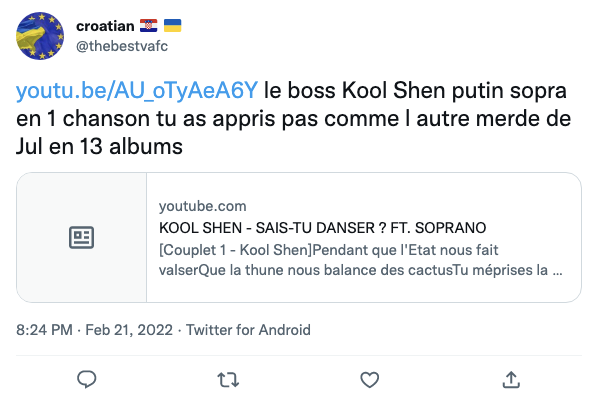 croatian 🇭🇷 🇺🇦
@thebestvafc
youtu.be/AU_oTyAeA6Y le boss Kool Shen putin sopra
en 1 chanson tu as appris pas comme l autre merde de
Jul en 13 albums
youtube.com
KOOL SHEN - SAIS-TU DANSER ? FT. SOPRANO
[Couplet 1 - Kool Shen]Pendant que l'Etat nous fait
valserQue la thune nous balance des cactusTu méprises la ...
8:24 PM · Feb 21, 2022 · Twitter for Android